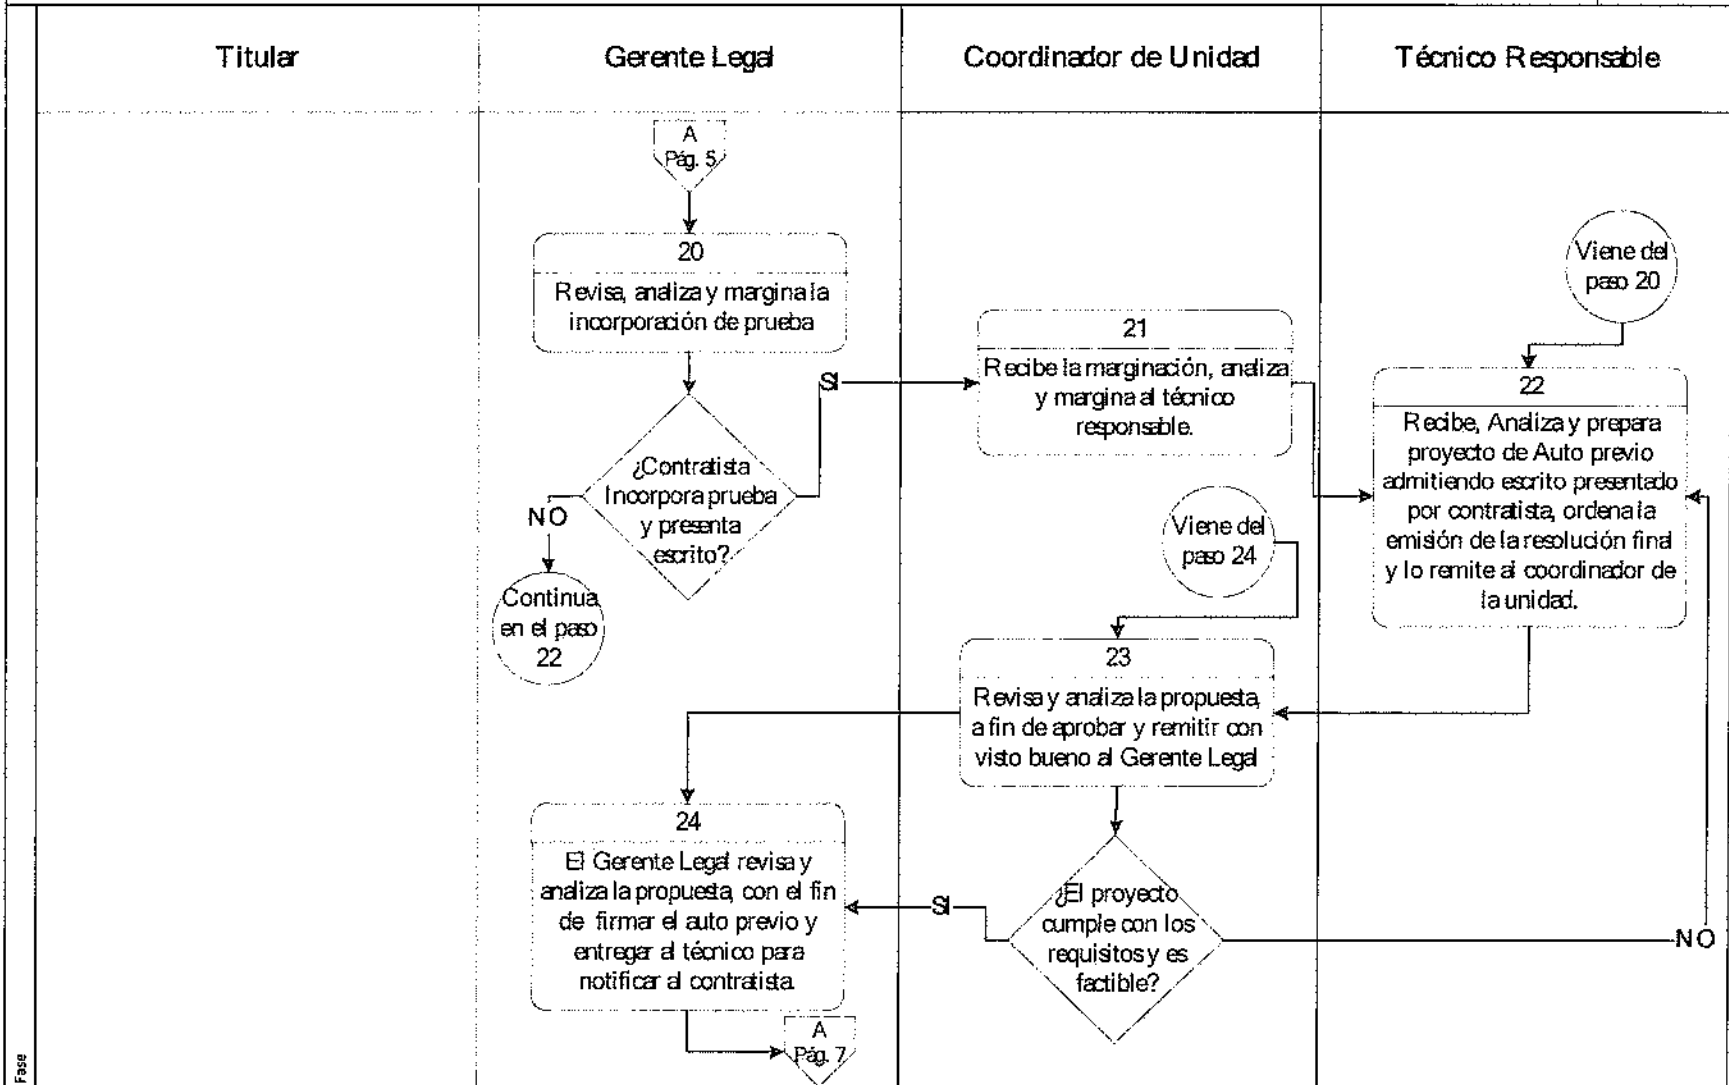 Titular
Gerente Legal
Coordinador de Unidad
Técnico Responsable
A
Pág. 5
20
Revisa, analiza y margina la
incorporación de prueba
¿Contratista
Incorpora prueba
y presenta
escrito?
SI
NO
Continua
en el paso
22
21
Recibe la marginación, analiza
y margina al técnico
responsable.
Viene del
paso 20
22
Recibe, Analiza y prepara
proyecto de Auto previo
admitiendo escrito presentado
por contratista, ordena la
emisión de la resolución final
y lo remite al coordinador de
la unidad.
Viene del
paso 24
23
Revisa y analiza la propuesta,
a fin de aprobar y remitir con
visto bueno al Gerente Legal
24
El Gerente Legal revisa y
analiza la propuesta, con el fin
de firmar el auto previo y
entregar al técnico para
notificar al contratista.
¿El proyecto
cumple con los
requisitos y es
factible?
SI
NO
A
Pág. 7
Fase